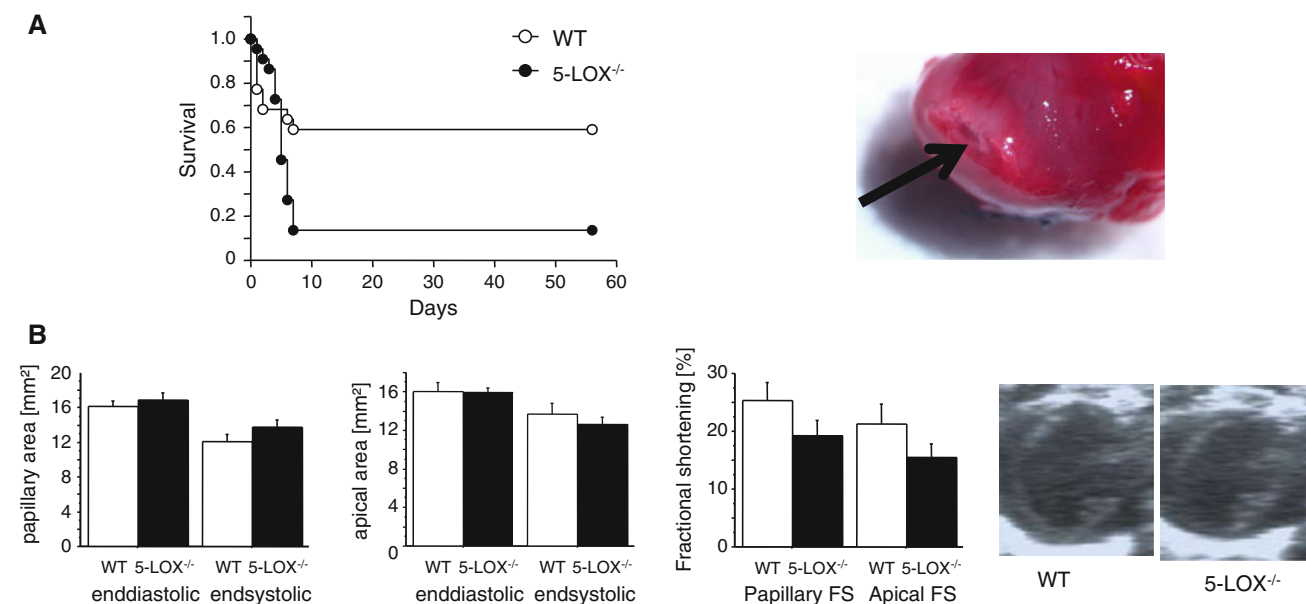 A
WT
5-LOX-/-
Survival
1.0
0.8
0.6
0.4
0.2
0
0 10 20 30 40 50 60
Days
B
papillary area [mm²]
20
16
12
8
4
0
WT 5-LOX-/- WT 5-LOX-/-
enddiastolic endsystolic
apical area [mm²]
16
12
8
4
0
WT 5-LOX-/- WT 5-LOX-/-
enddiastolic endsystolic
Fractional shortening [%]
30
20
10
0
WT 5-LOX-/- WT 5-LOX-/-
Papillary FS Apical FS
WT 5-LOX-/-